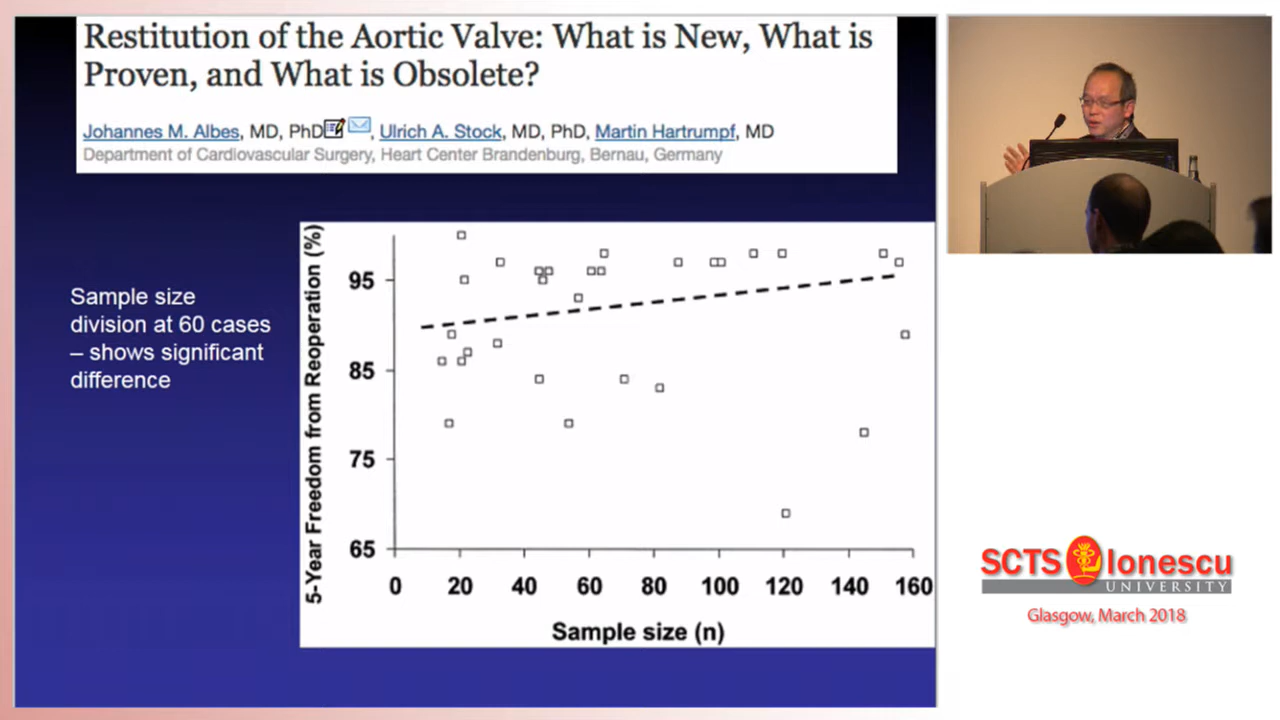 Restitution of the Aortic Valve: What is New, What is
Proven, and What is Obsolete?
Johannes M. Albes, MD, PhD, Ulrich A. Stock, MD, PhD, Martin Hartrumpf, MD
Department of Cardiovascular Surgery, Heart Center Brandenburg, Bernau, Germany
Sample size
division at 60 cases
– shows significant
difference
5-Year Freedom from Reoperation (%)
95
85
75
65
0 20 40 60 80 100 120 140 160
Sample size (n)
SCTS Ionescu
UNIVERSITY
Glasgow, March 2018